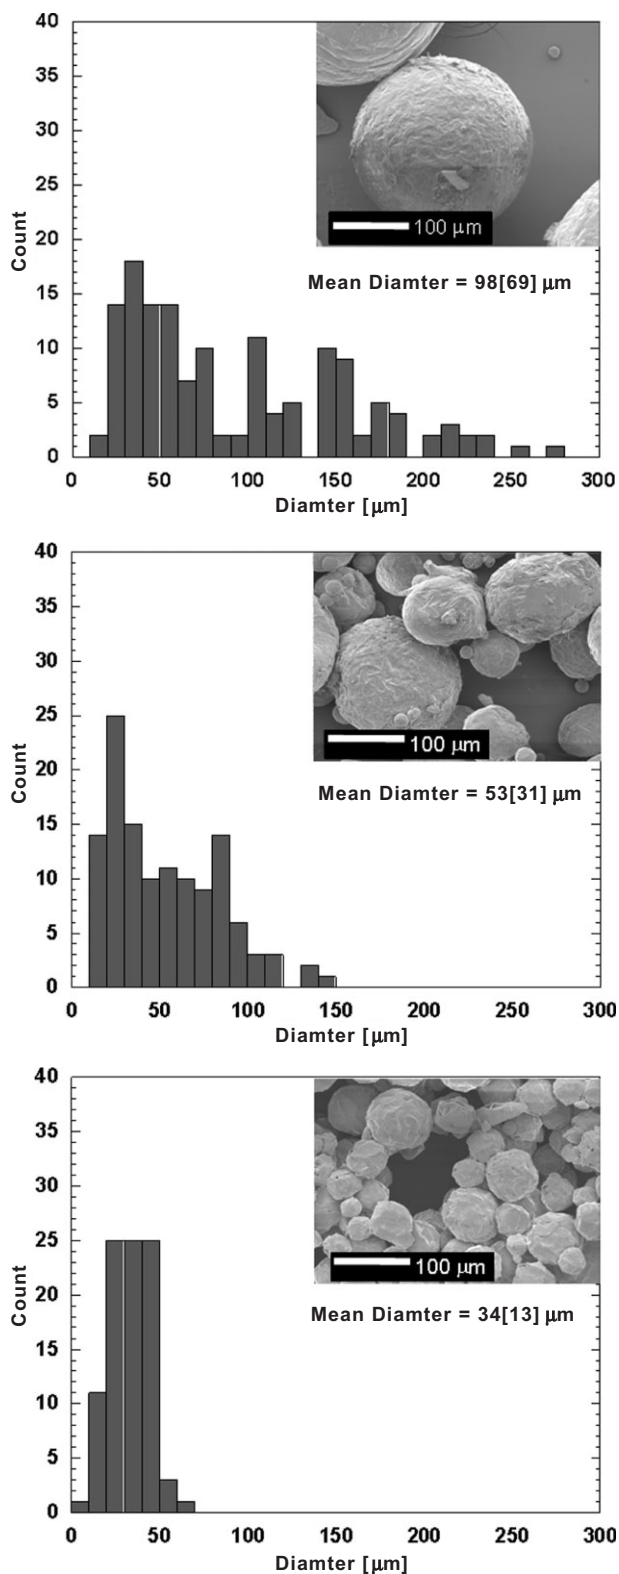 40
35
30
25
20
15
10
5
0
Count
100 μm
Mean Diamter = 98[69] μm
0 50 100 150 200 250 300
Diamter [μm]
40
35
30
25
20
15
10
5
0
Count
100 μm
Mean Diamter = 53[31] μm
0 50 100 150 200 250 300
Diamter [μm]
40
35
30
25
20
15
10
5
0
Count
100 μm
Mean Diamter = 34[13] μm
0 50 100 150 200 250 300
Diamter [μm]